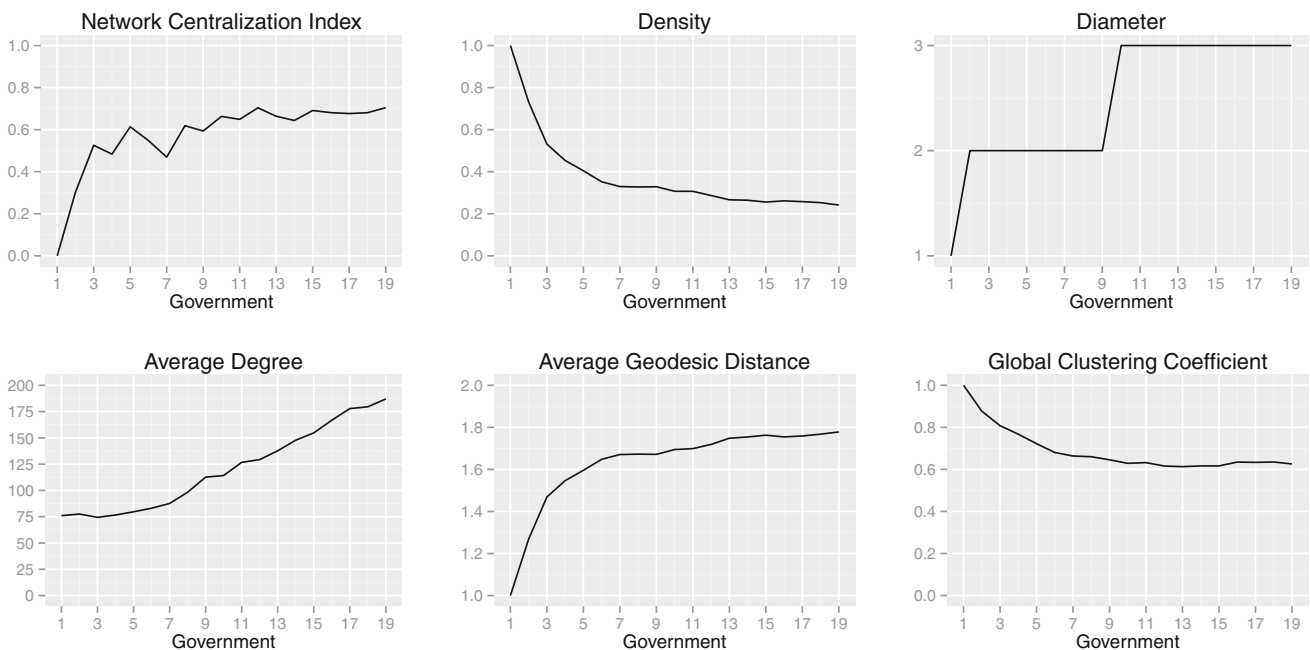 Network Centralization Index
1.0
0.8
0.6
0.4
0.2
0.0
1 3 5 7 9 11 13 15 17 19
Government
Density
1.0
0.8
0.6
0.4
0.2
0.0
1 3 5 7 9 11 13 15 17 19
Government
Diameter
3
2
1
1 3 5 7 9 11 13 15 17 19
Government
Average Degree
200
175
150
125
100
75
50
25
0
1 3 5 7 9 11 13 15 17 19
Government
Average Geodesic Distance
2.0
1.8
1.6
1.4
1.2
1.0
1 3 5 7 9 11 13 15 17 19
Government
Global Clustering Coefficient
1.0
0.8
0.6
0.4
0.2
0.0
1 3 5 7 9 11 13 15 17 19
Government